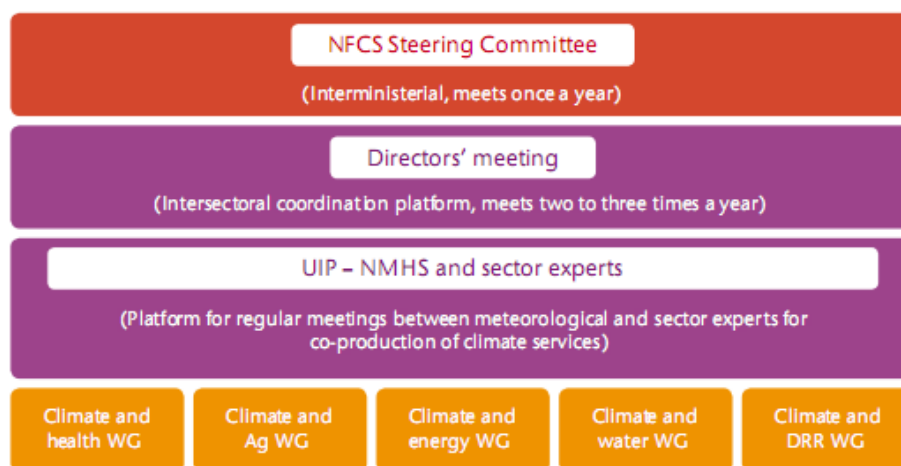 NFCS Steering Committee
(Interministerial, meets once a year)
Directors' meeting
(Intersectoral coordination platform, meets two to three times a year)
UIP – NMHS and sector experts
(Platform for regular meetings between meteorological and sector experts for
co-production of climate services)
Climate and
health WG
Climate and
Ag WG
Climate and
energy WG
Climate and
water WG
Climate and
DRR WG